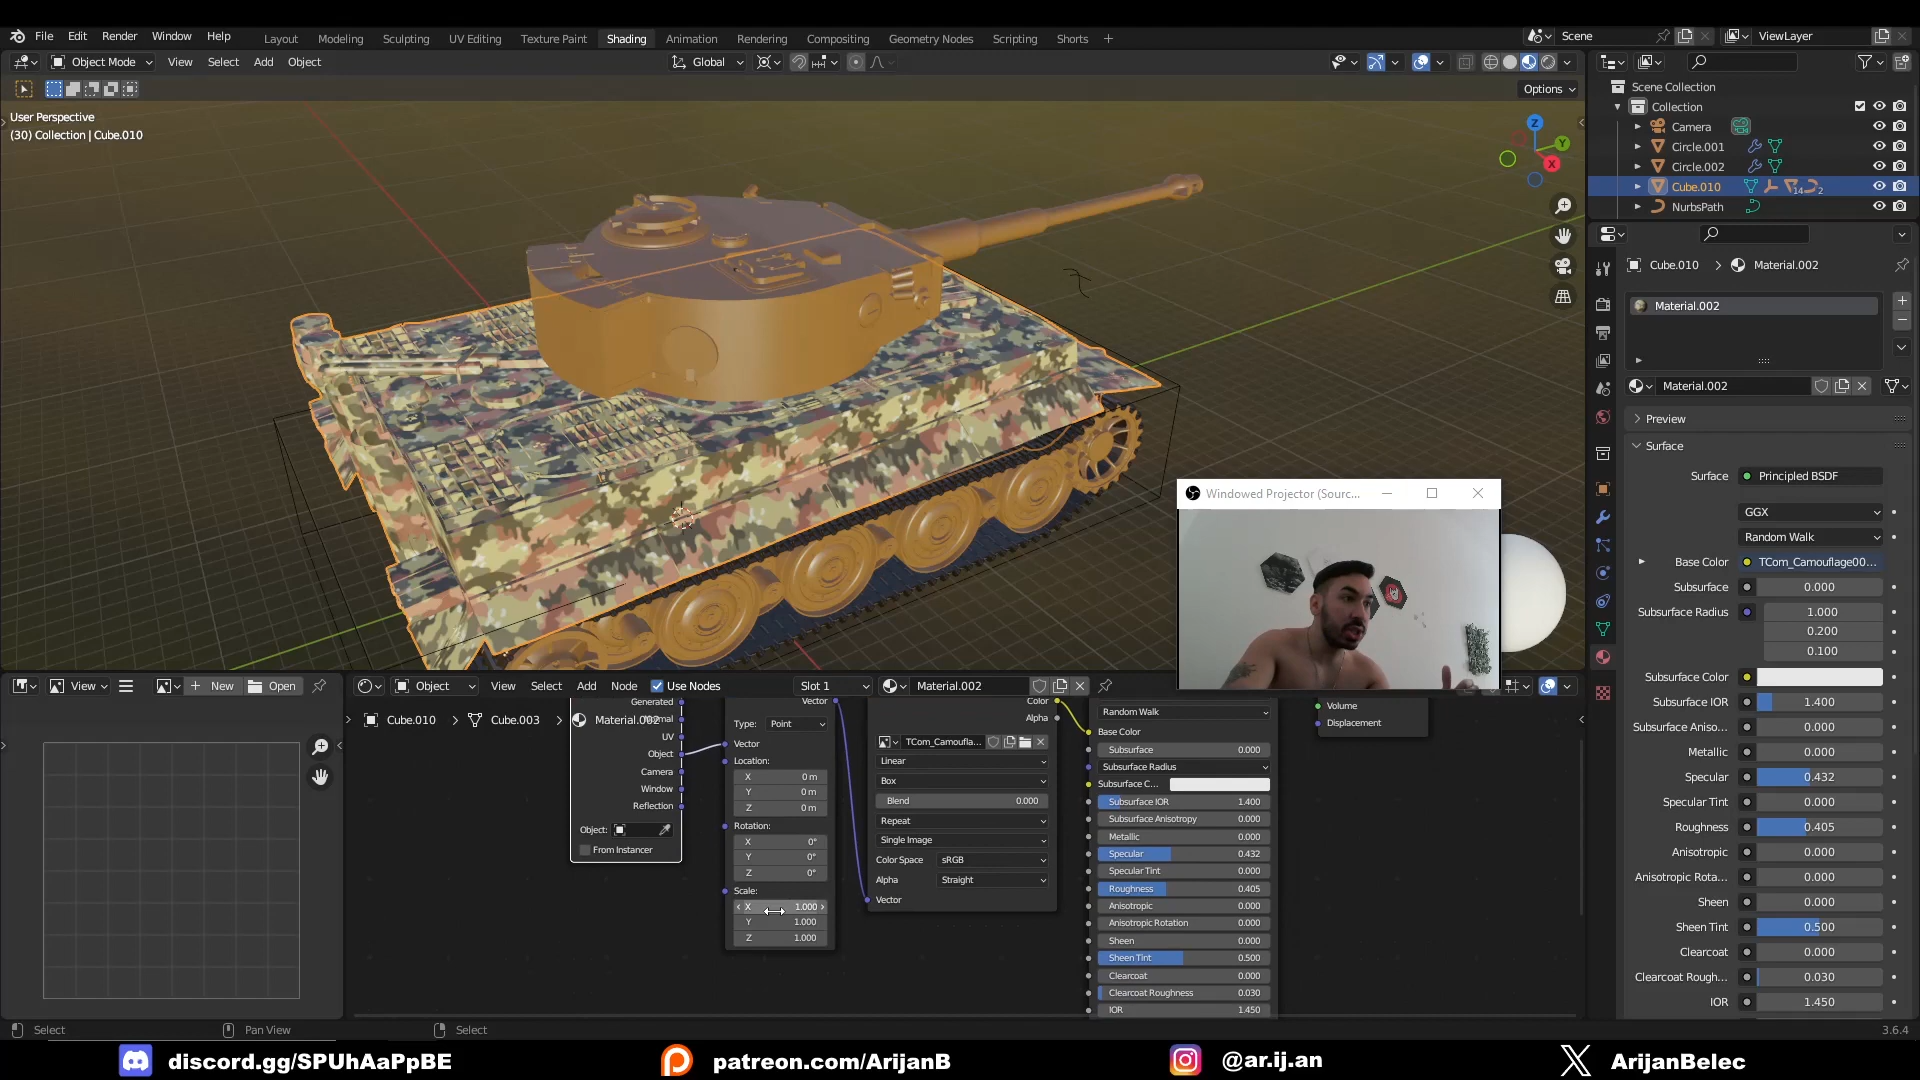 File Edit Render Window Help
Layout Modeling Sculpting UV Editing Texture Paint Shading Animation Rendering Compositing Geometry Nodes Scripting Shorts +
Scene
ViewLayer
Object Mode View Select Add Object
Global
Options
User Perspective
(30) Collection | Cube.010
Z
Y
X
Scene Collection
Collection
Camera
Circle.001
Circle.002
Cube.010
14
2
NurbsPath
Cube.010 > Material.002
Material.002
Material.002
Preview
Surface
Surface Principled BSDF
GGX
Random Walk
Base Color TCom_Camouflage00...
Subsurface 0.000
Subsurface Radius 1.000
0.200
0.100
Subsurface Color
Subsurface IOR 1.400
Subsurface Aniso... 0.000
Metallic 0.000
Specular 0.432
Specular Tint 0.000
Roughness 0.405
Anisotropic 0.000
Anisotropic Rota... 0.000
Sheen 0.000
Sheen Tint 0.500
Clearcoat 0.000
Clearcoat Rough... 0.030
IOR 1.450
Windowed Projector (Sourc...
View
New
Open
Object View Select Add Node Use Nodes
Slot 1
Material.002
Cube.010 > Cube.003 > Material.002
Generated
Normal
UV
Object
Camera
Window
Reflection
Object:
From Instancer
Vector
Type: Point
Vector
Location:
X 0 m
Y 0 m
Z 0 m
Rotation:
X 0°
Y 0°
Z 0°
Scale:
X 1.000
Y 1.000
Z 1.000
Color
Alpha
TCom_Camoufla...
Linear
Box
Blend 0.000
Repeat
Single Image
Color Space sRGB
Alpha Straight
Vector
Random Walk
Base Color
Subsurface 0.000
Subsurface Radius
Subsurface C...
Subsurface IOR 1.400
Subsurface Anisotropy 0.000
Metallic 0.000
Specular 0.432
Specular Tint 0.000
Roughness 0.405
Anisotropic 0.000
Anisotropic Rotation 0.000
Sheen 0.000
Sheen Tint 0.500
Clearcoat 0.000
Clearcoat Roughness 0.030
IOR 1.450
Volume
Displacement
Select
Pan View
Select
3.6.4
discord.gg/SPUhAaPpBE
patreon.com/ArijanB
@ar.ij.an
ArijanBelec